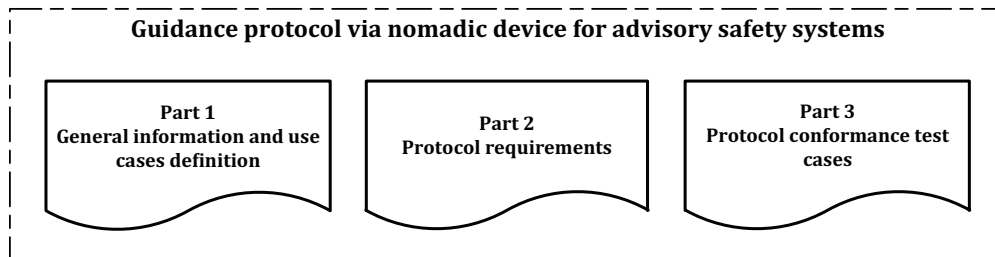 Guidance protocol via nomadic device for advisory safety systems
Part 1
General information and use
cases definition
Part 2
Protocol requirements
Part 3
Protocol conformance test
cases